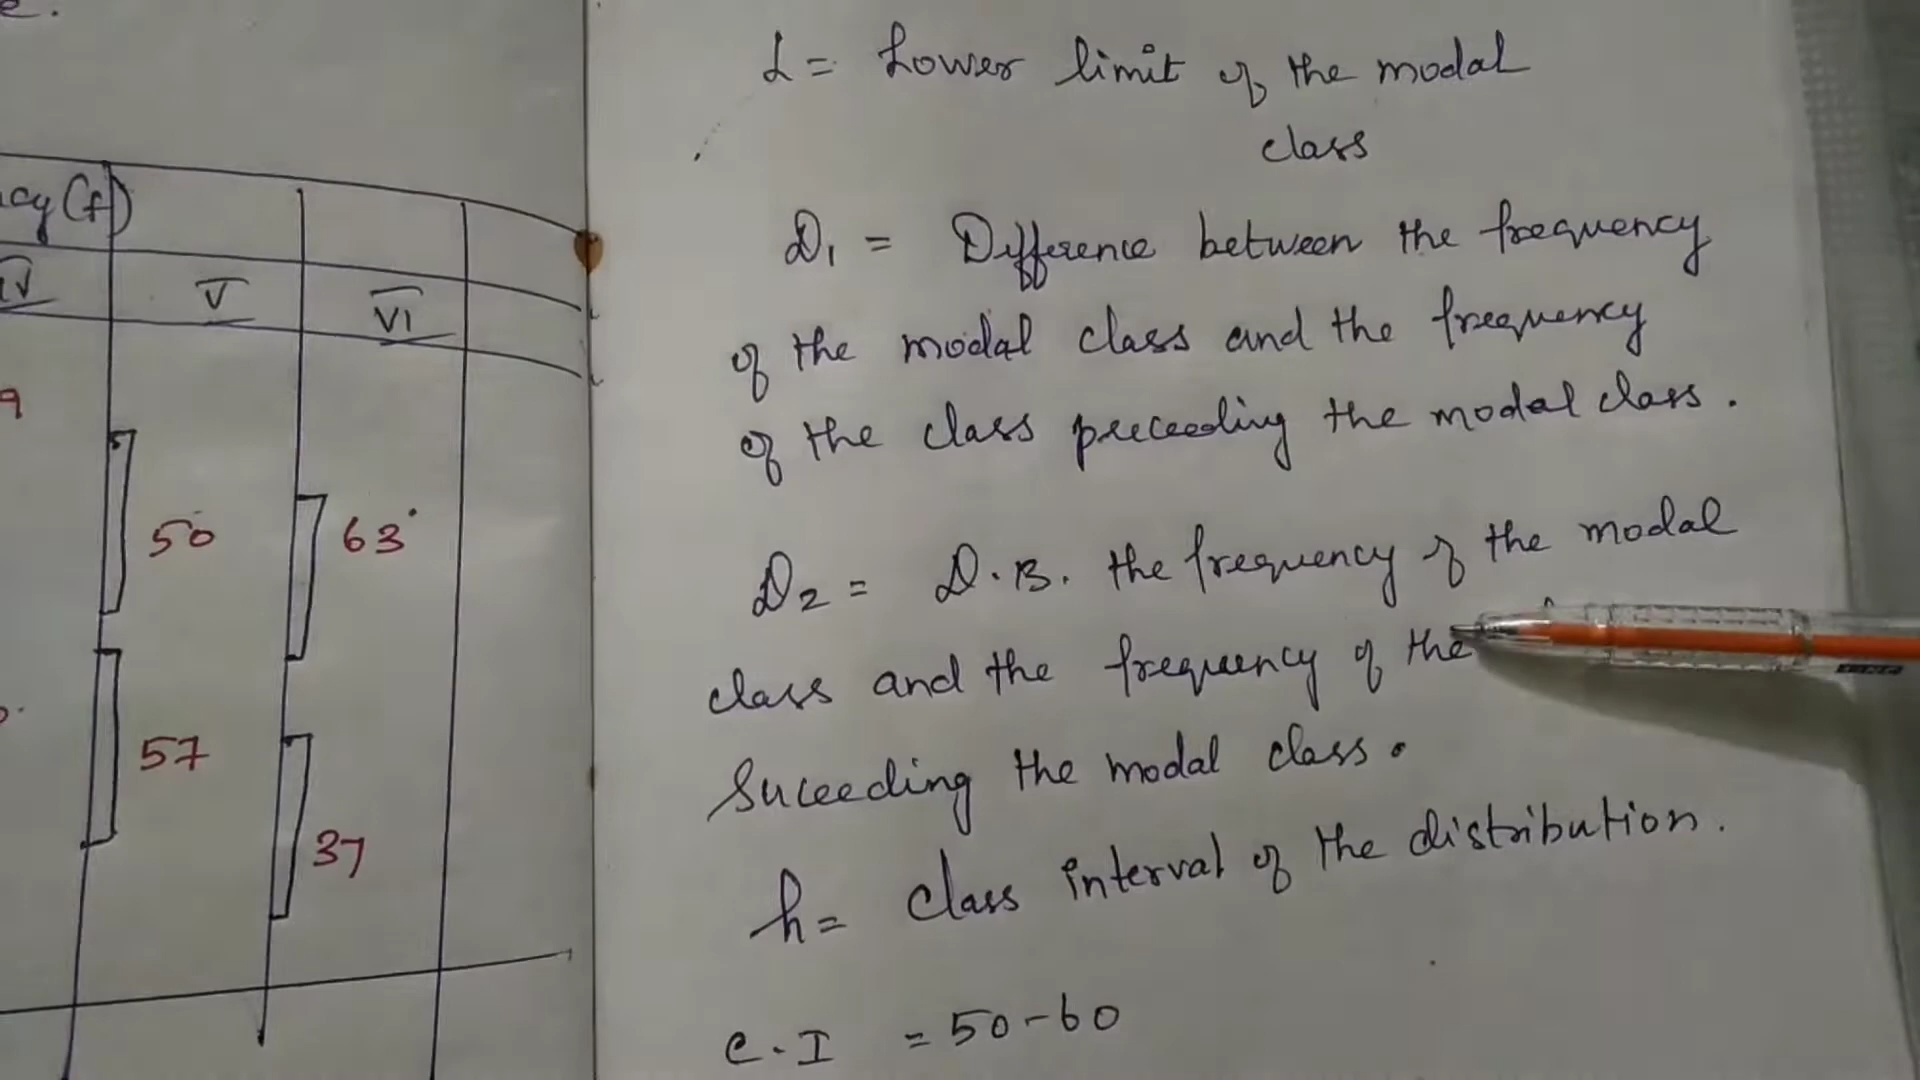 e.
ncy (f)
IV V VI
9
50 63
57
37
L = Lower limit of the modal
class
D1 = Difference between the frequency
of the modal class and the frequency
of the class preceeding the modal class.
D2 = D.B. the frequency of the modal
class and the frequency of the
Suceeding the modal class.
h = class interval of the distribution.
C.I = 50-60